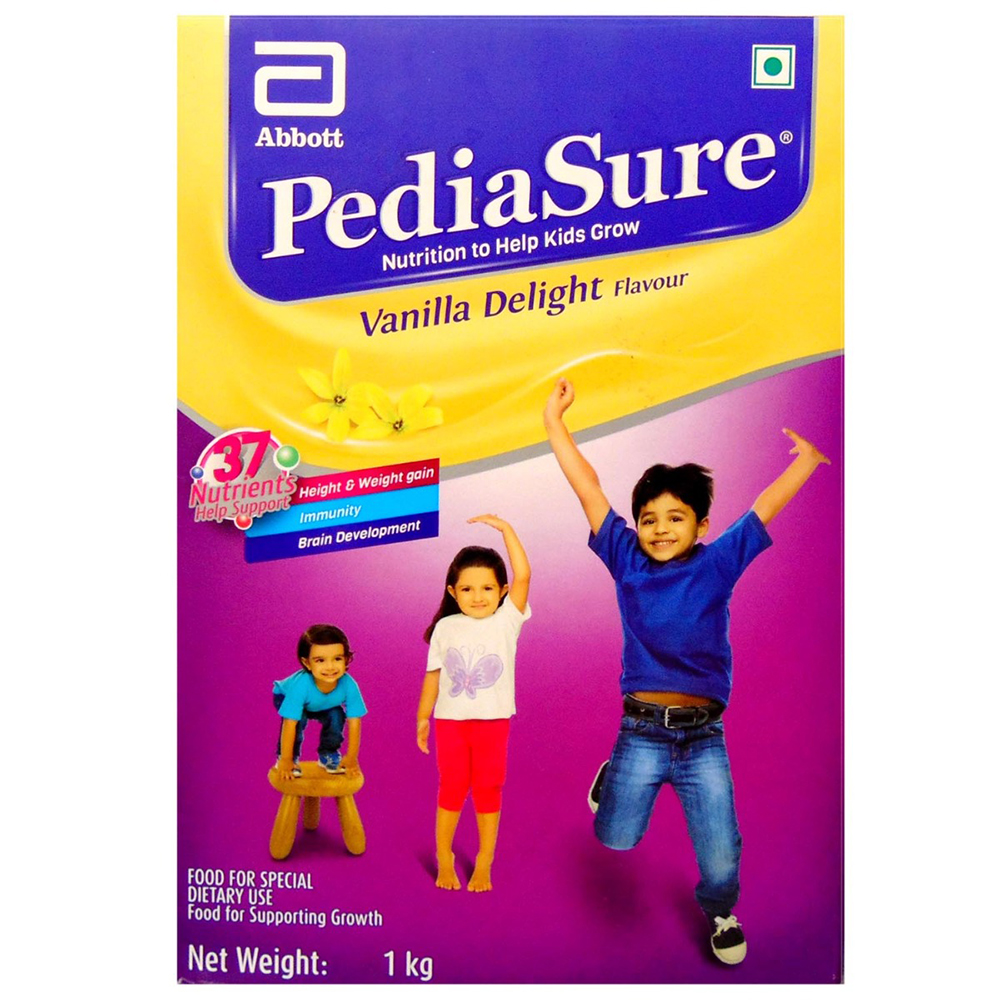 Abbott
PediaSure®
Nutrition to Help Kids Grow
Vanilla Delight Flavour
37
Nutrients
Help Support
Height & Weight gain
Immunity
Brain Development
FOOD FOR SPECIAL
DIETARY USE
Food for Supporting Growth
Net Weight: 1 kg